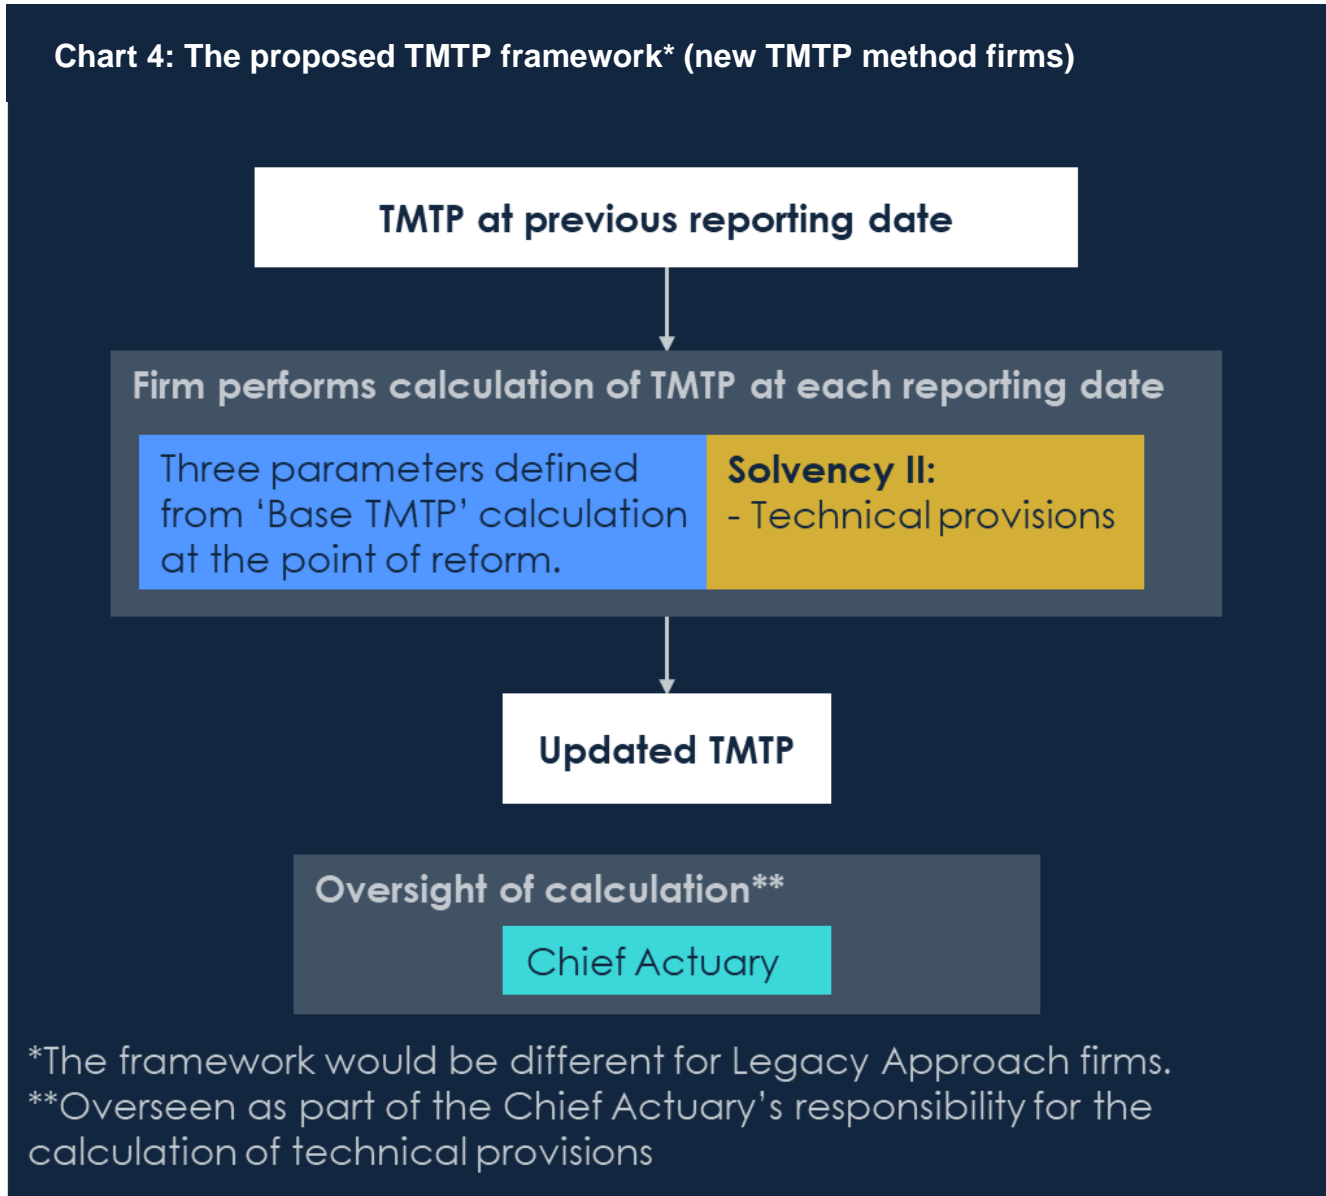 Chart 4: The proposed TMTP framework* (new TMTP method firms)
TMTP at previous reporting date
Firm performs calculation of TMTP at each reporting date
Three parameters defined
from ‘Base TMTP’ calculation
at the point of reform.
Solvency II:
- Technical provisions
Updated TMTP
Oversight of calculation**
Chief Actuary
*The framework would be different for Legacy Approach firms.
**Overseen as part of the Chief Actuary’s responsibility for the
calculation of technical provisions